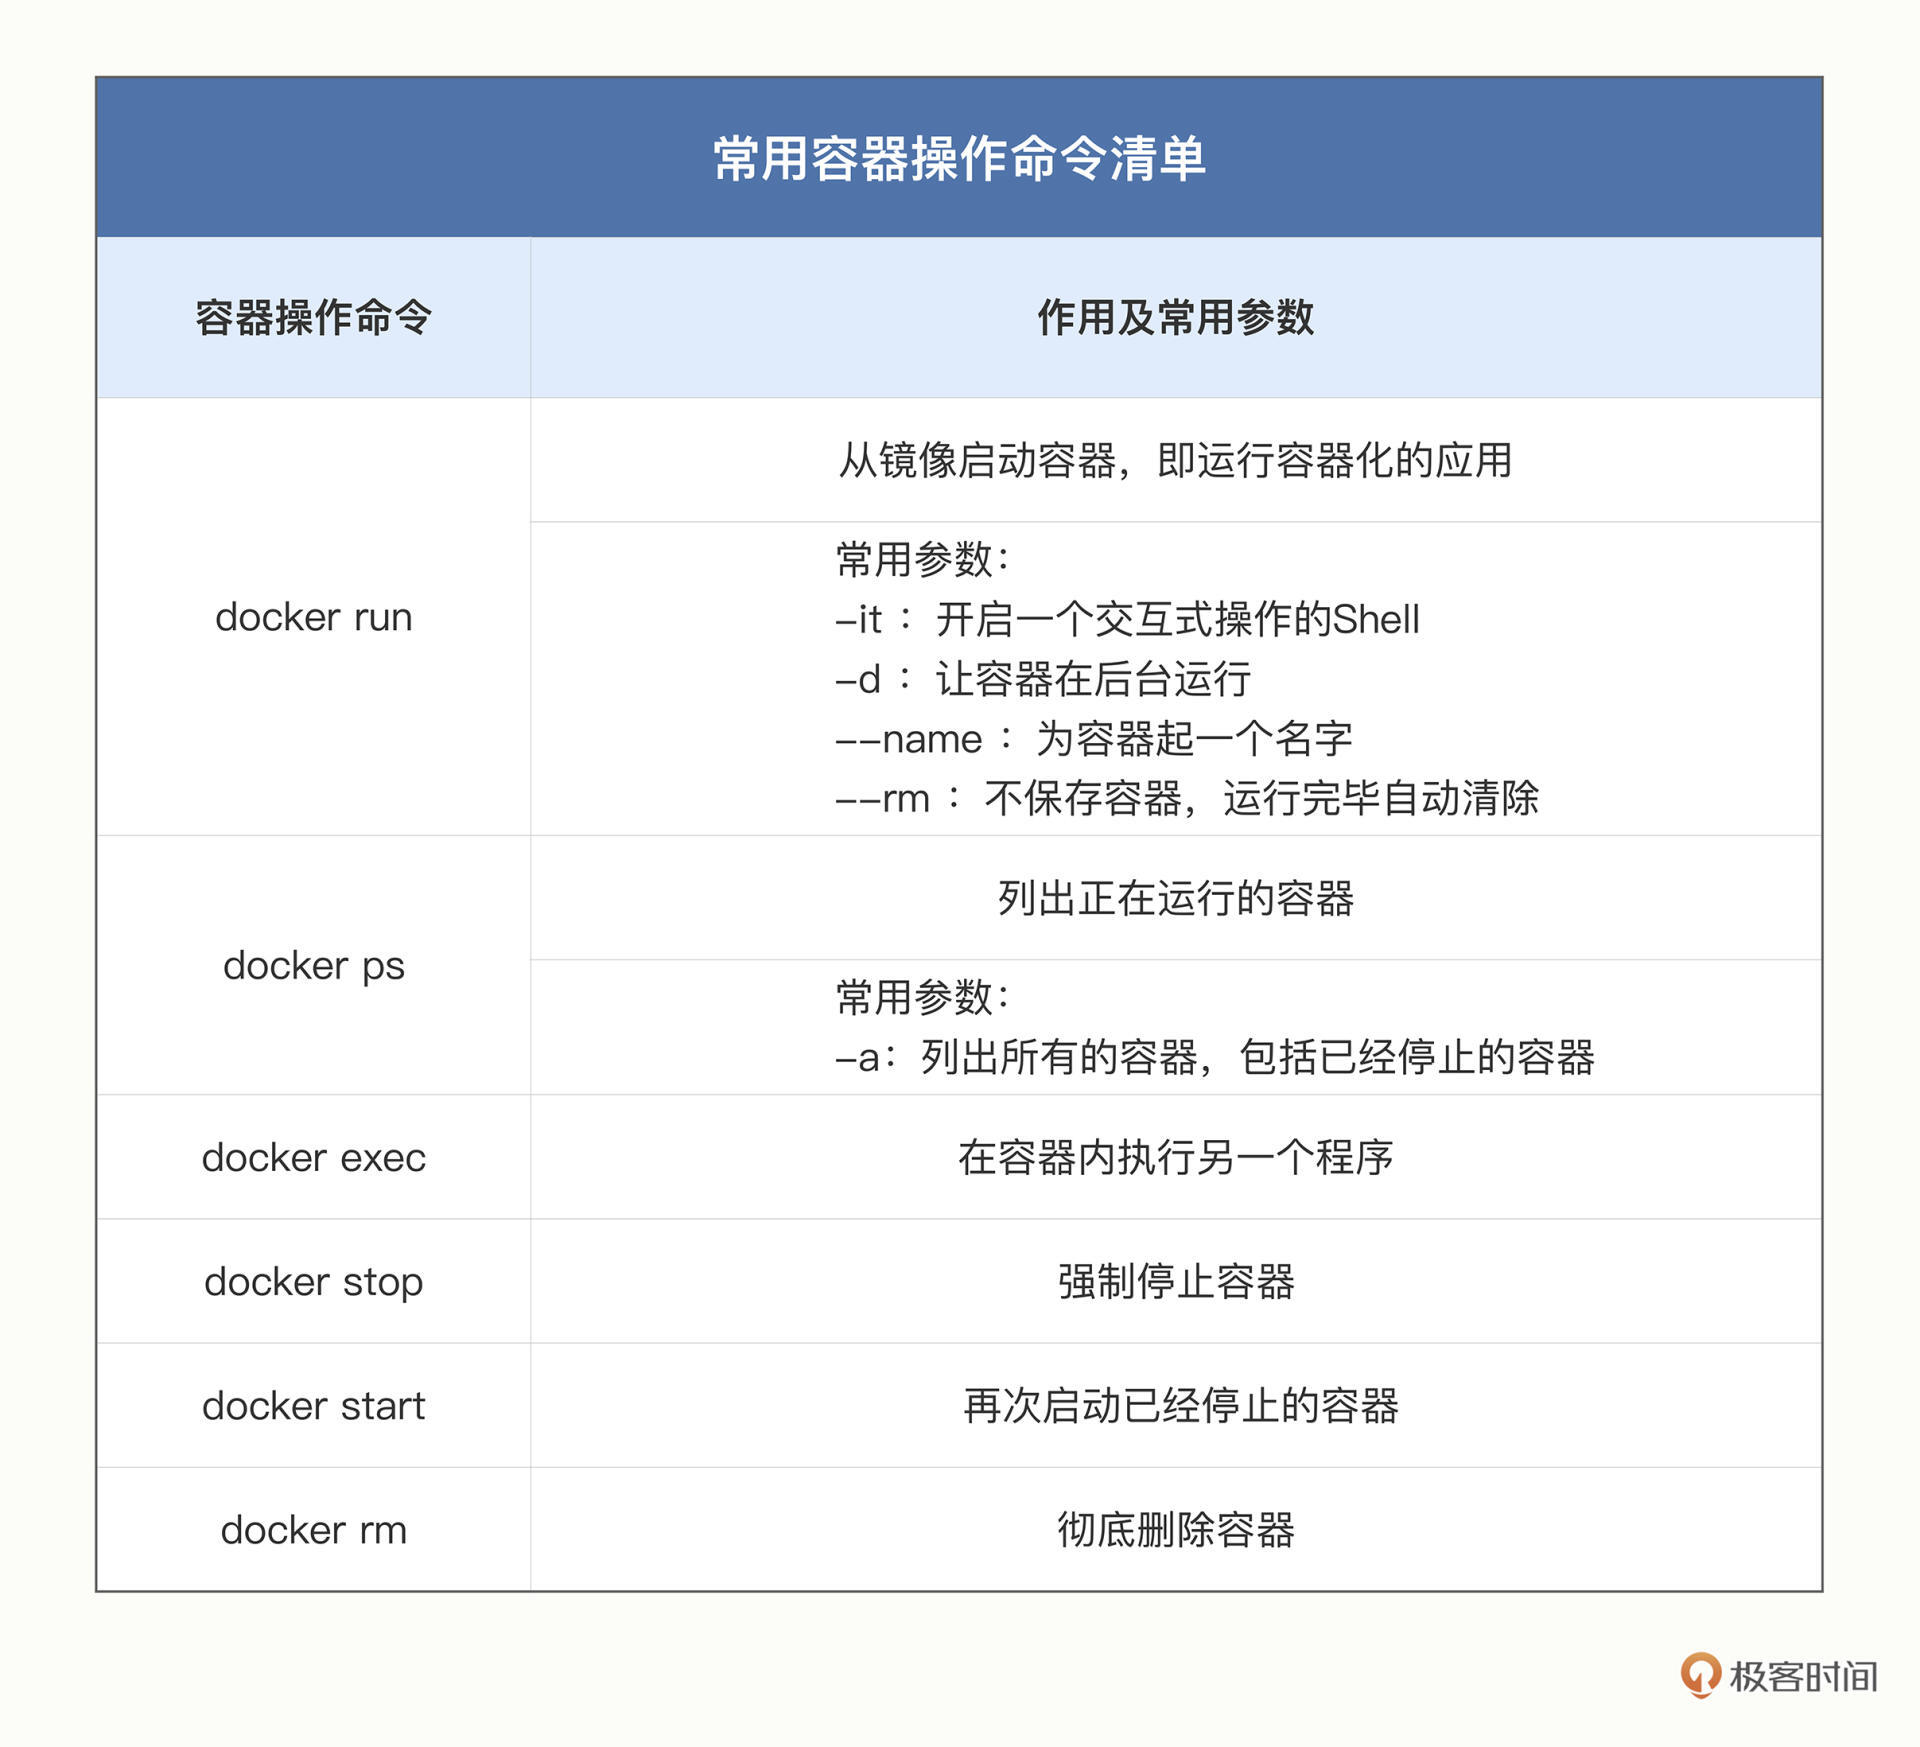 常用容器操作命令清单
容器操作命令
作用及常用参数
docker run
从镜像启动容器，即运行容器化的应用
常用参数：
-it ：开启一个交互式操作的Shell
-d ：让容器在后台运行
--name ：为容器起一个名字
--rm ：不保存容器，运行完毕自动清除
docker ps
列出正在运行的容器
常用参数：
-a：列出所有的容器，包括已经停止的容器
docker exec
在容器内执行另一个程序
docker stop
强制停止容器
docker start
再次启动已经停止的容器
docker rm
彻底删除容器
极客时间